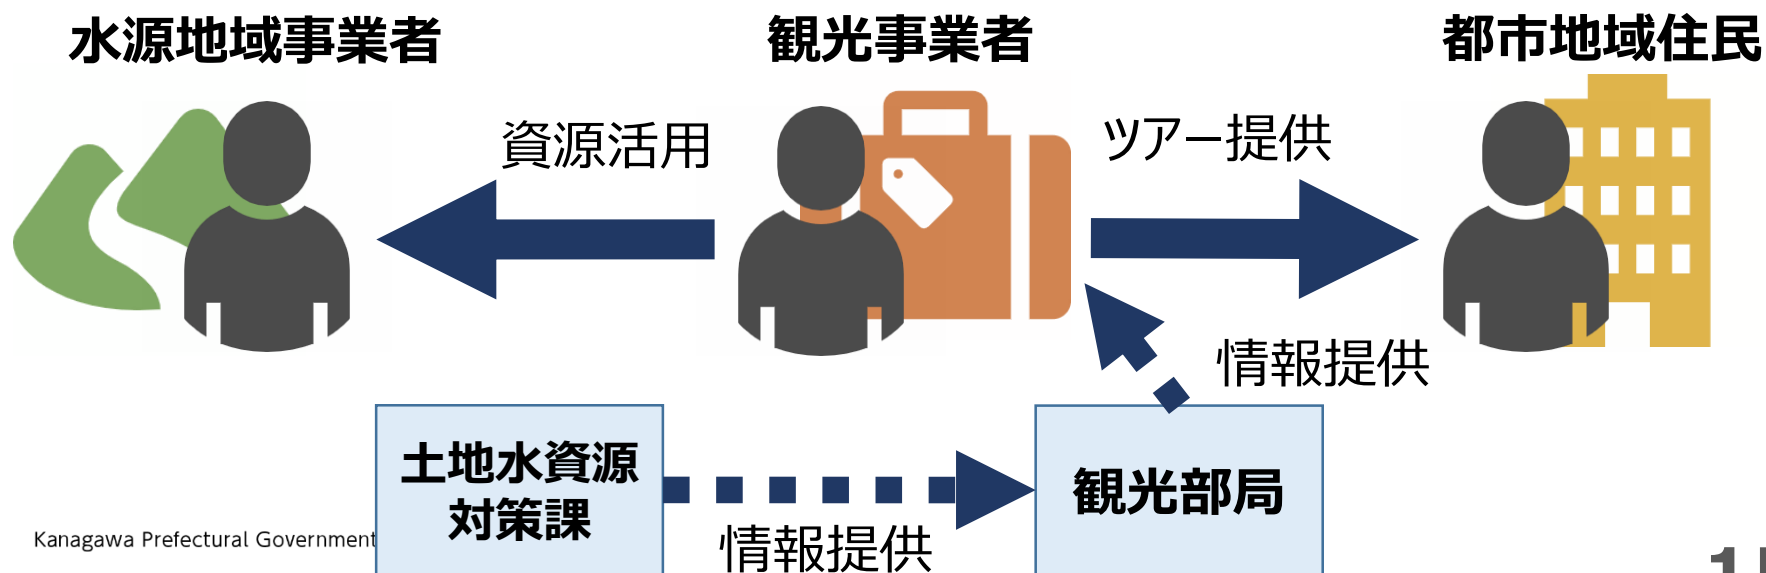 水源地域事業者
観光事業者
都市地域住民
資源活用
ツアー提供
情報提供
土地水資源
対策課
観光部局
情報提供
Kanagawa Prefectural Government